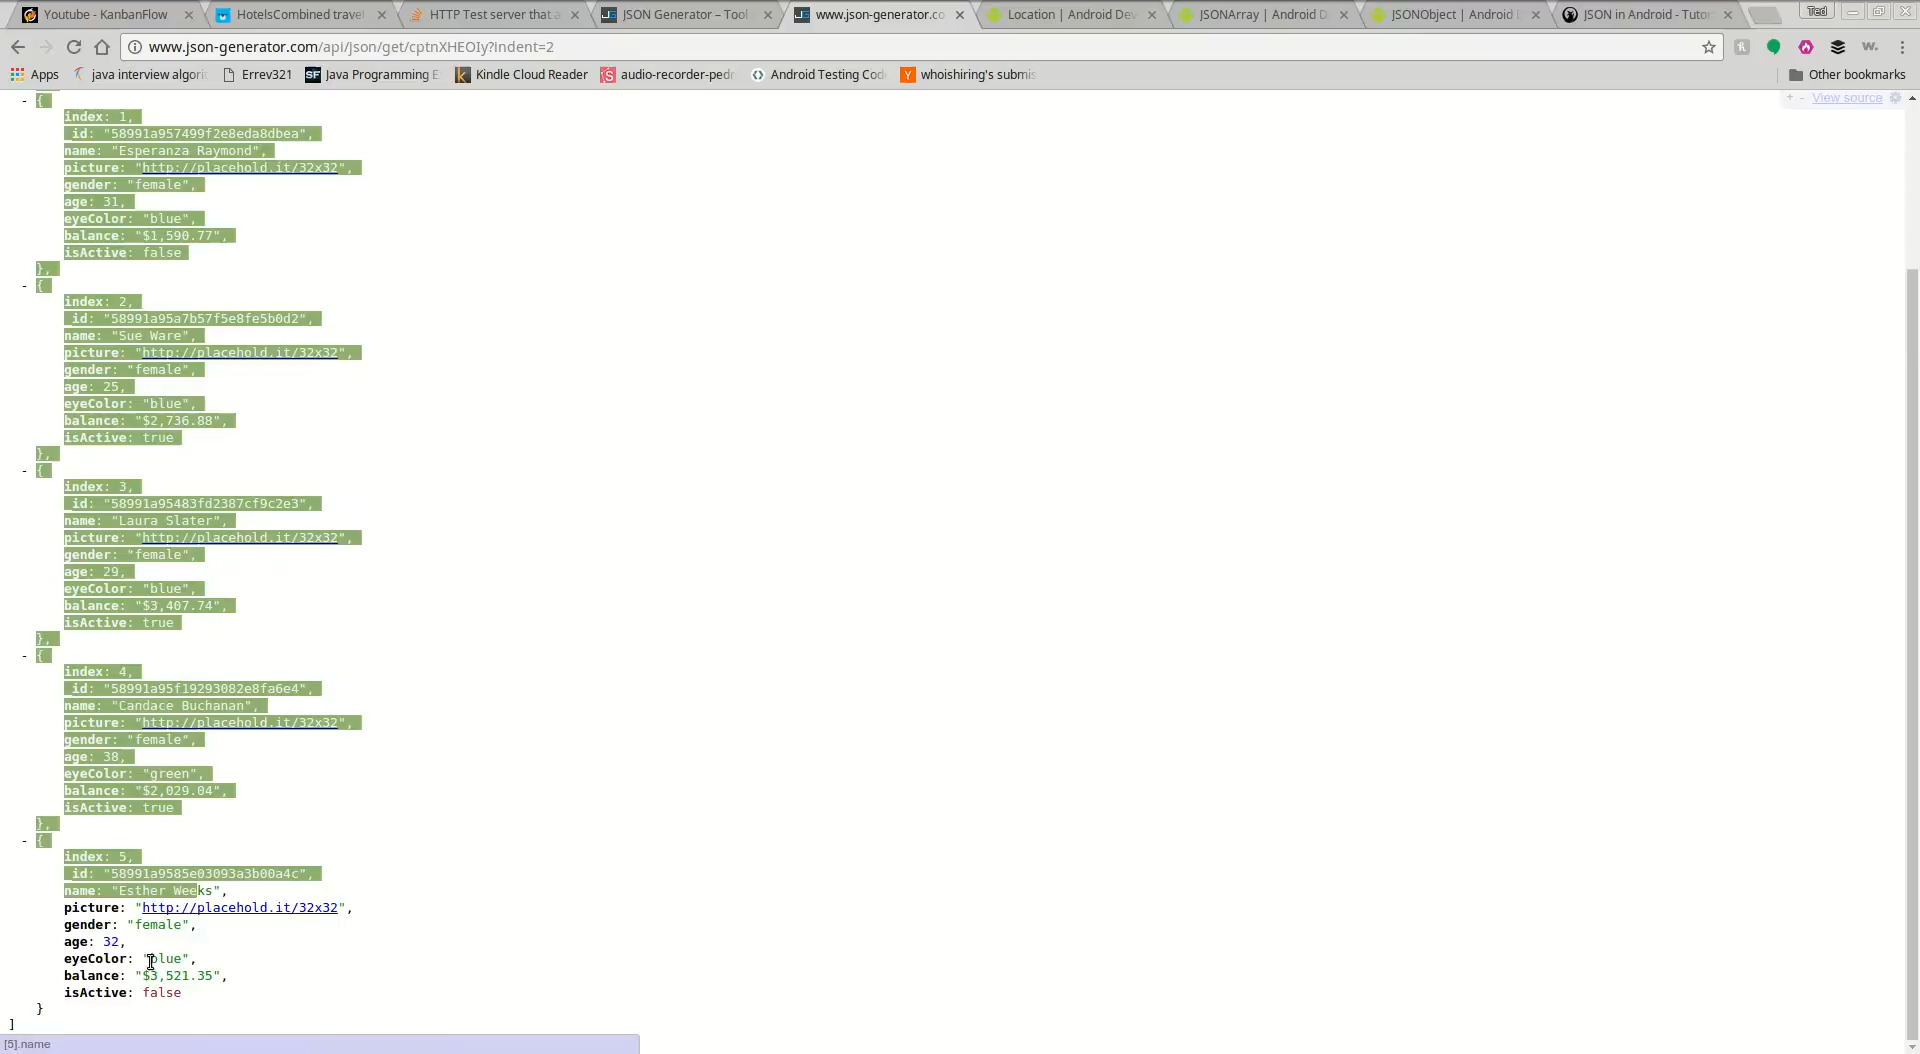 Youtube - KanbanFlow
HotelsCombined travel
HTTP Test server that a
JSON Generator – Tool
www.json-generator.co
Location | Android Dev
JSONArray | Android D
JSONObject | Android
JSON in Android - Tutor
Ted
www.json-generator.com/api/json/get/cptnXHEOIy?indent=2
Apps
java interview algori
Errev321
Java Programming E
Kindle Cloud Reader
audio-recorder-pedr
Android Testing Cod
whoishiring's submis
Other bookmarks
+ - View source
- {
index: 1,
_id: "58991a957499f2e8eda8dbea",
name: "Esperanza Raymond",
picture: "http://placehold.it/32x32",
gender: "female",
age: 31,
eyeColor: "blue",
balance: "$1,590.77",
isActive: false
},
- {
index: 2,
_id: "58991a95a7b57f5e8fe5b0d2",
name: "Sue Ware",
picture: "http://placehold.it/32x32",
gender: "female",
age: 25,
eyeColor: "blue",
balance: "$2,736.88",
isActive: true
},
- {
index: 3,
_id: "58991a95483fd2387cf9c2e3",
name: "Laura Slater",
picture: "http://placehold.it/32x32",
gender: "female",
age: 29,
eyeColor: "blue",
balance: "$3,407.74",
isActive: true
},
- {
index: 4,
_id: "58991a95f19293082e8fa6e4",
name: "Candace Buchanan",
picture: "http://placehold.it/32x32",
gender: "female",
age: 38,
eyeColor: "green",
balance: "$2,029.04",
isActive: true
},
- {
index: 5,
_id: "58991a9585e03093a3b00a4c",
name: "Esther Weeks",
picture: "http://placehold.it/32x32",
gender: "female",
age: 32,
eyeColor: "blue",
balance: "$3,521.35",
isActive: false
}
]
[5].name